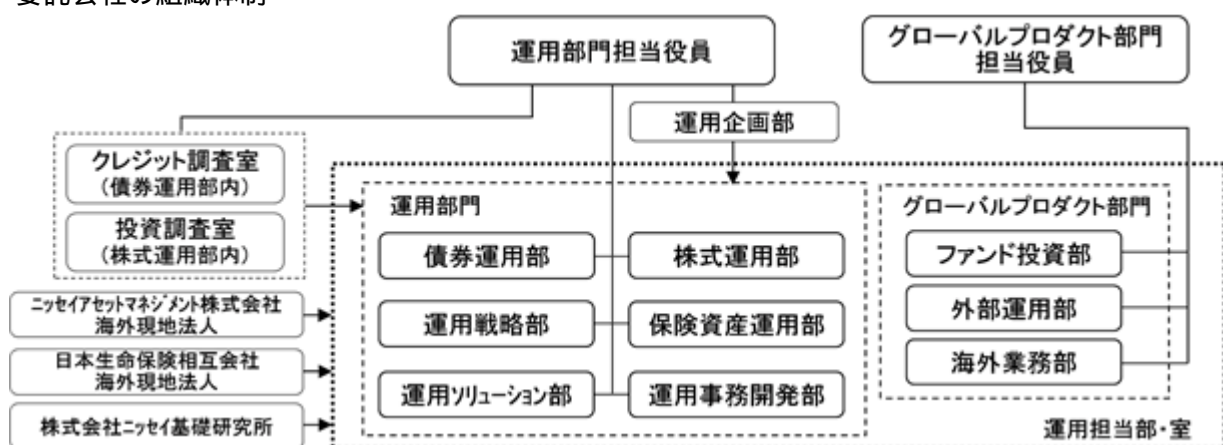 委託会社の組織体制
運用部門担当役員
グローバルプロダクト部門
担当役員
運用企画部
クレジット調査室
(債券運用部内)
投資調査室
(株式運用部内)
運用部門
債券運用部
株式運用部
運用戦略部
保険資産運用部
運用ソリューション部
運用事務開発部
グローバルプロダクト部門
ファンド投資部
外部運用部
海外業務部
ニッセイアセットマネジメント株式会社
海外現地法人
日本生命保険相互会社
海外現地法人
株式会社ニッセイ基礎研究所
運用担当部・室